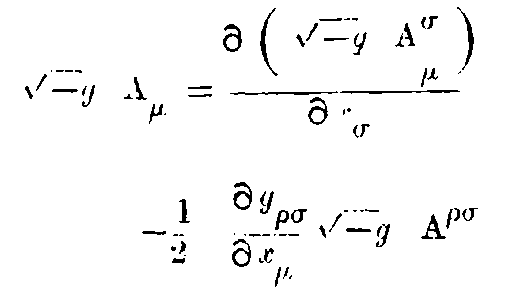 √−g A_μ = ∂ ( √−g A^σ_μ ) / ∂ x_σ
− 1/2 ∂ g_ρσ / ∂ x_μ √−g A^ρσ